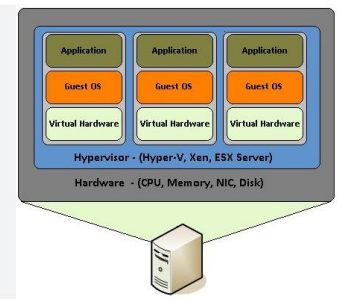 Application Application Application
Guest OS Guest OS Guest OS
Virtual Hardware Virtual Hardware Virtual Hardware
Hypervisor - (Hyper-V, Xen, ESX Server)
Hardware - (CPU, Memory, NIC, Disk)